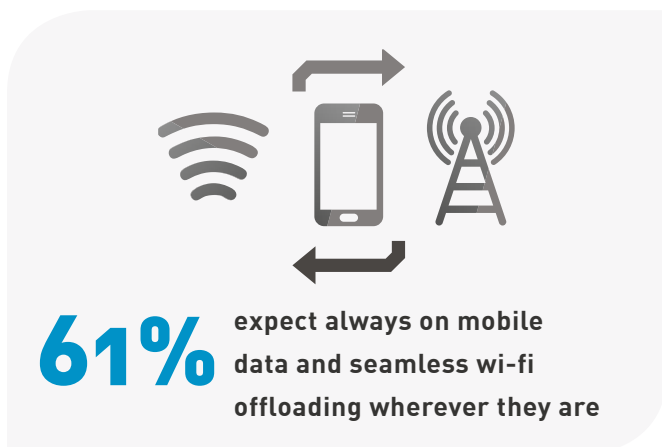 61%
expect always on mobile
data and seamless wi-fi
offloading wherever they are